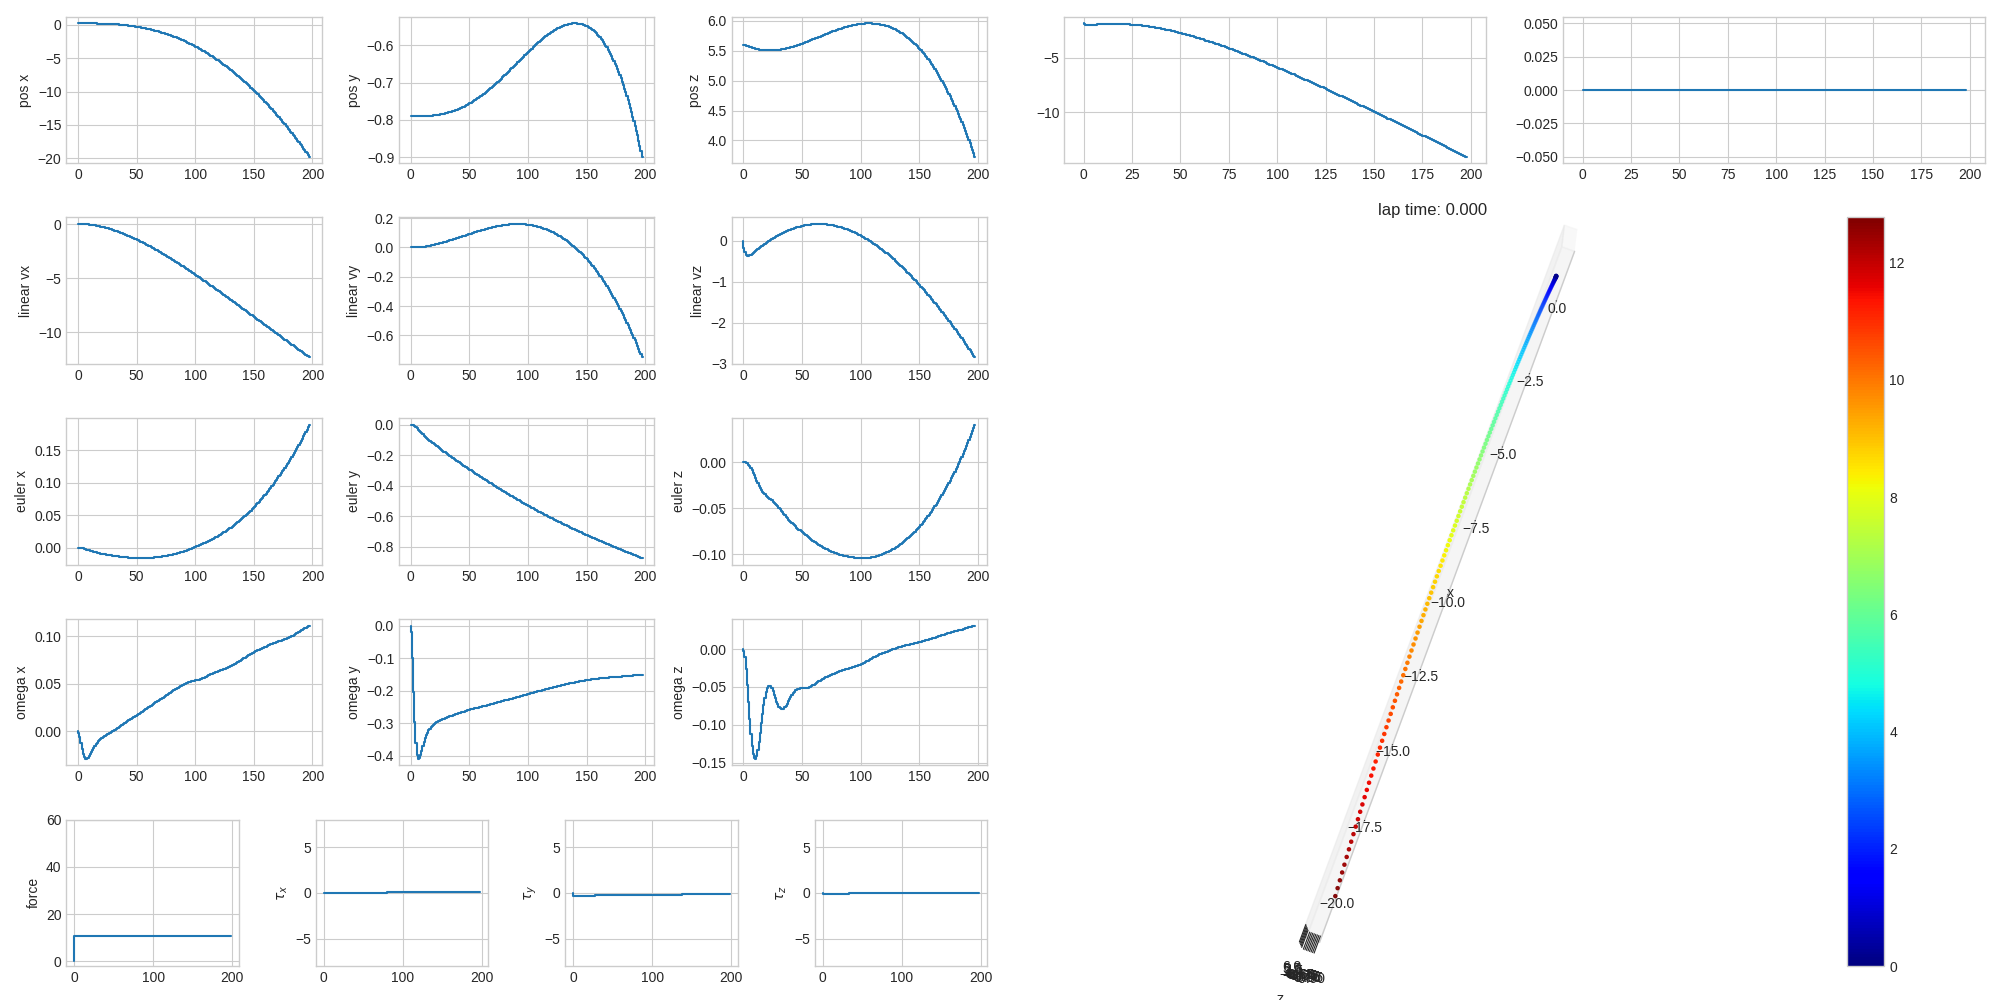 pos x
0
−5
−10
−15
−20
0 50 100 150 200
pos y
−0.6
−0.7
−0.8
−0.9
0 50 100 150 200
pos z
6.0
5.5
5.0
4.5
4.0
0 50 100 150 200
−5
−10
0 25 50 75 100 125 150 175 200
0.050
0.025
0.000
−0.025
−0.050
0 25 50 75 100 125 150 175 200
linear vx
0
−5
−10
0 50 100 150 200
linear vy
0.2
0.0
−0.2
−0.4
−0.6
0 50 100 150 200
linear vz
0
−1
−2
−3
0 50 100 150 200
euler x
0.15
0.10
0.05
0.00
0 50 100 150 200
euler y
0.0
−0.2
−0.4
−0.6
−0.8
0 50 100 150 200
euler z
0.00
−0.05
−0.10
0 50 100 150 200
omega x
0.10
0.05
0.00
0 50 100 150 200
omega y
0.0
−0.1
−0.2
−0.3
−0.4
0 50 100 150 200
omega z
0.00
−0.05
−0.10
−0.15
0 50 100 150 200
force
60
40
20
0
0 100 200
τx
5
0
−5
0 100 200
τy
5
0
−5
0 100 200
τz
5
0
−5
0 100 200
lap time: 0.000
0.0
−2.5
−5.0
−7.5
x
−10.0
−12.5
−15.0
−17.5
−20.0
z
12
10
8
6
4
2
0